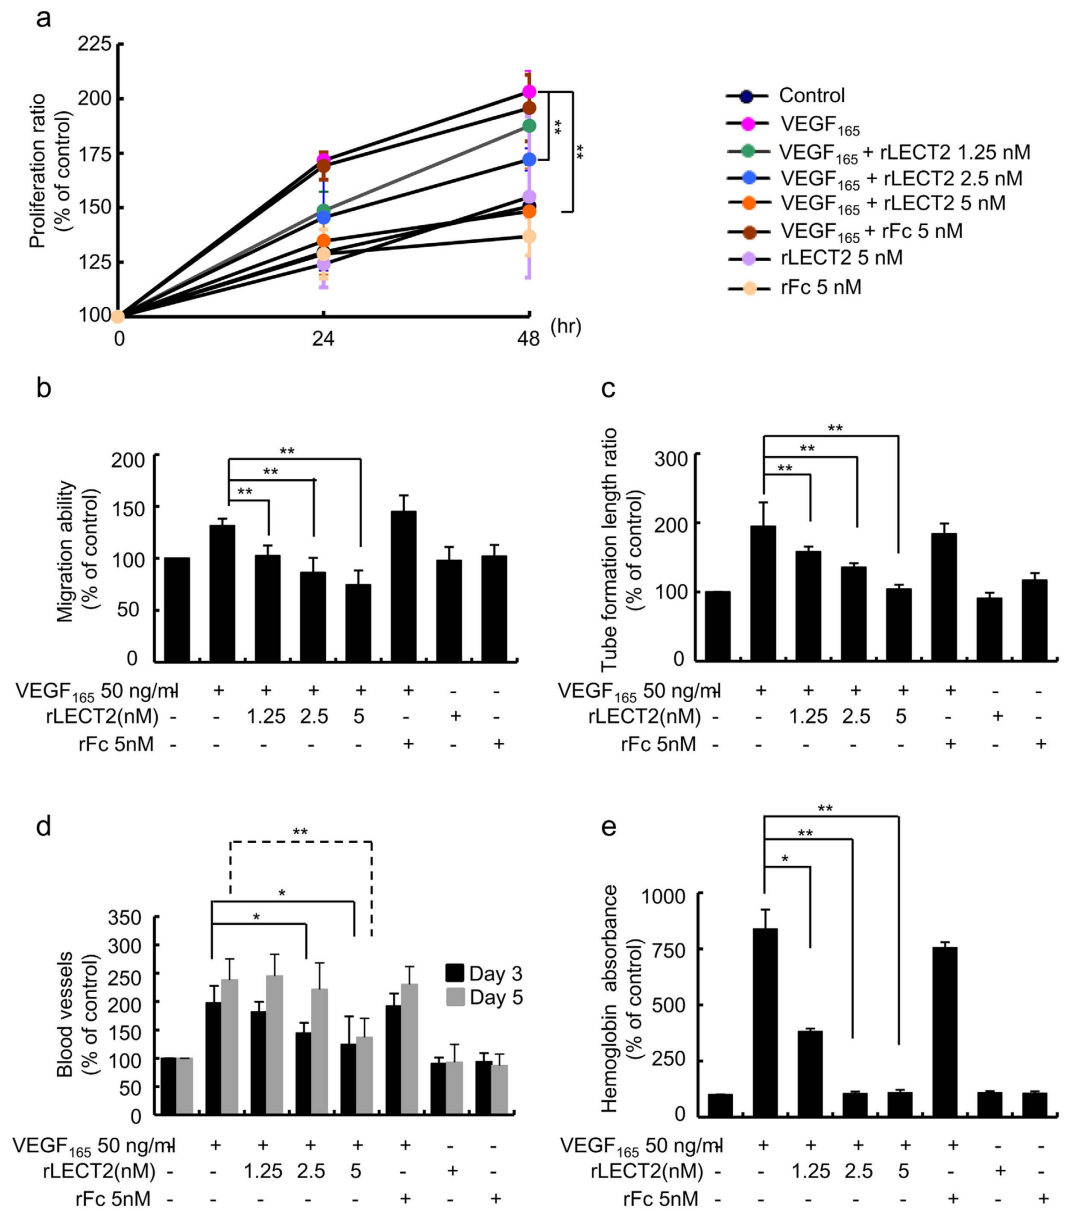 a
225
200
175
150
125
100
Proliferation ratio
(% of control)
0
24
48
(hr)
**
**
Control
VEGF165
VEGF165 + rLECT2 1.25 nM
VEGF165 + rLECT2 2.5 nM
VEGF165 + rLECT2 5 nM
VEGF165 + rFc 5 nM
rLECT2 5 nM
rFc 5 nM
b
Migration ability
(% of control)
200
150
100
50
0
**
**
**
VEGF165 50 ng/ml - + + + + + - -
rLECT2(nM) - - 1.25 2.5 5 - + -
rFc 5nM - - - - - + - +
c
Tube formation length ratio
(% of control)
300
200
100
0
**
**
**
VEGF165 50 ng/ml - + + + + + - -
rLECT2(nM) - - 1.25 2.5 5 - + -
rFc 5nM - - - - - + - +
d
Blood vessels
(% of control)
350
300
250
200
150
100
50
0
**
*
*
Day 3
Day 5
VEGF165 50 ng/ml - + + + + + - -
rLECT2(nM) - - 1.25 2.5 5 - + -
rFc 5nM - - - - - + - +
e
Hemoglobin absorbance
(% of control)
1000
750
500
250
0
**
**
*
VEGF165 50 ng/ml - + + + + + - -
rLECT2(nM) - - 1.25 2.5 5 - + -
rFc 5nM - - - - - + - +